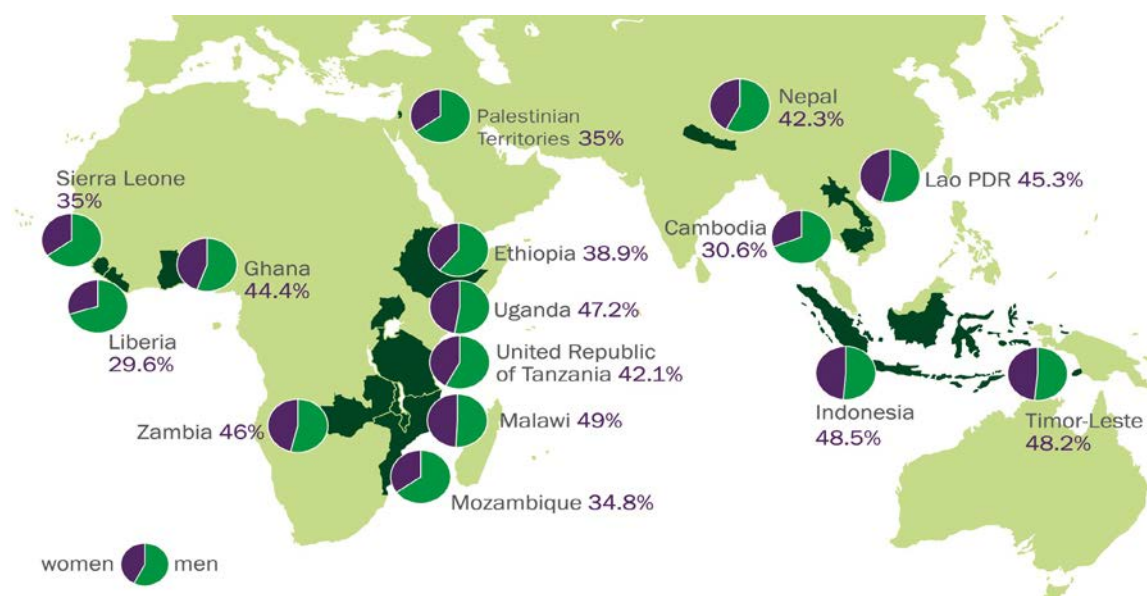 Palestinian
Territories 35%
Nepal
42.3%
Sierra Leone
35%
Lao PDR 45.3%
Cambodia
30.6%
Ghana
44.4%
Ethiopia 38.9%
Uganda 47.2%
Liberia
29.6%
United Republic
of Tanzania 42.1%
Zambia 46%
Malawi 49%
Indonesia
48.5%
Timor-Leste
48.2%
Mozambique 34.8%
women men